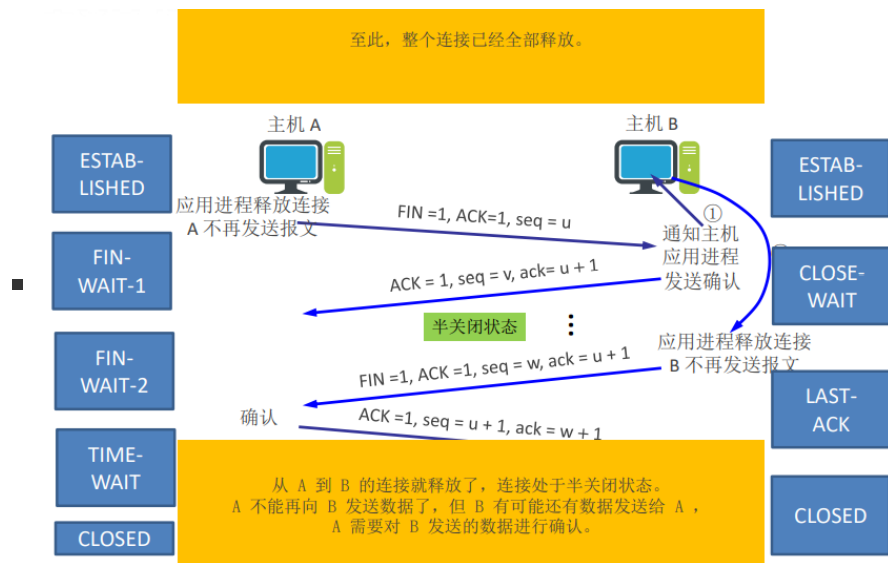 至此，整个连接已经全部释放。
主机 A
主机 B
ESTAB-
LISHED
ESTAB-
LISHED
应用进程释放连接
A 不再发送报文
FIN =1, ACK=1, seq = u
①
通知主机
应用进程
发送确认
FIN-
WAIT-1
ACK = 1, seq = v, ack= u + 1
CLOSE-
WAIT
半关闭状态
⋮
应用进程释放连接
B 不再发送报文
FIN-
WAIT-2
FIN =1, ACK =1, seq = w, ack = u + 1
LAST-
ACK
确认
ACK =1, seq = u + 1, ack = w + 1
TIME-
WAIT
从 A 到 B 的连接就释放了，连接处于半关闭状态。
A 不能再向 B 发送数据了，但 B 有可能还有数据发送给 A ，
A 需要对 B 发送的数据进行确认。
CLOSED
CLOSED